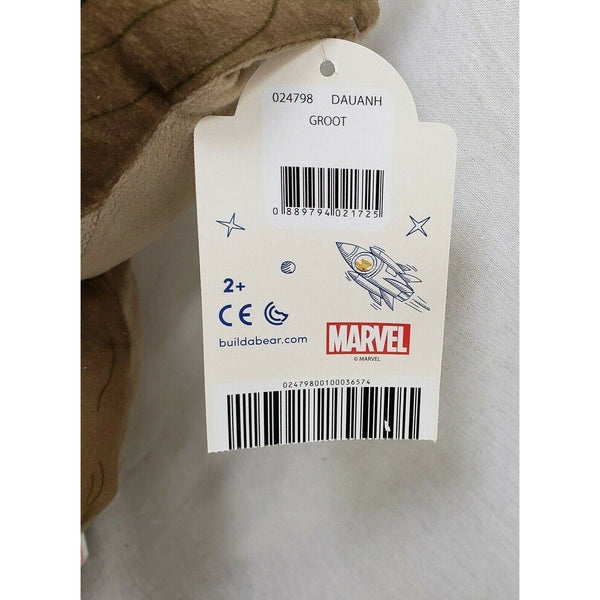 024798 DAUANH
GROOT
0 889794 021725
2+
CE
buildabear.com
MARVEL
© MARVEL
02479800100036574